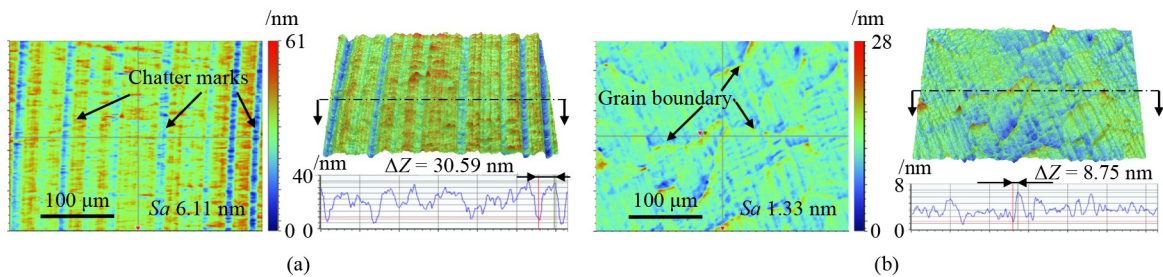 /nm
61
Chatter marks
100 μm
Sa 6.11 nm
0
/nm
ΔZ = 30.59 nm
40
0
(a)
/nm
28
Grain boundary
100 μm
Sa 1.33 nm
0
/nm
ΔZ = 8.75 nm
8
0
(b)